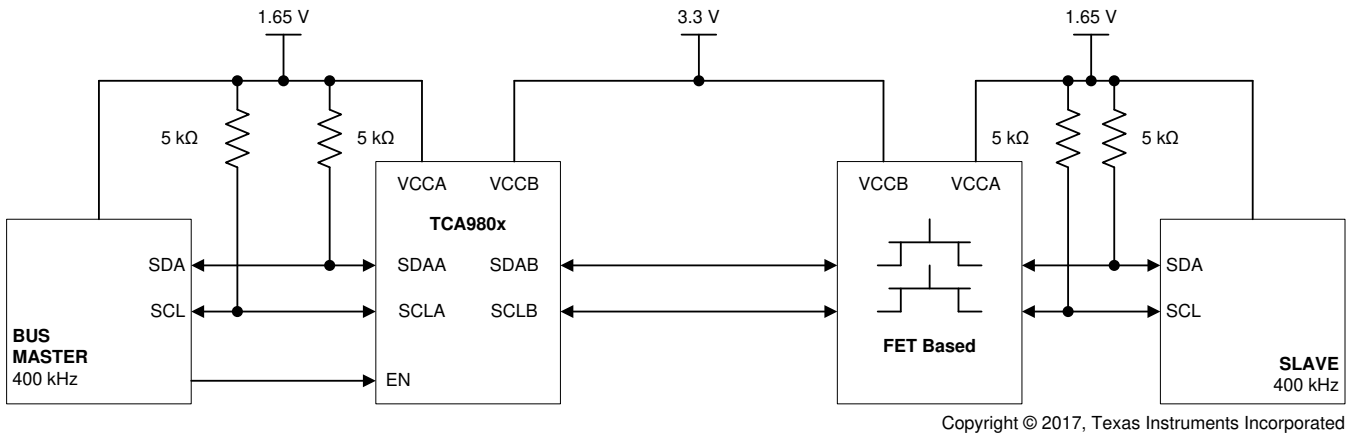 1.65 V
3.3 V
1.65 V
5 kΩ
5 kΩ
5 kΩ
5 kΩ
VCCA VCCB
TCA980x
SDAA SDAB
SCLA SCLB
EN
VCCB VCCA
FET Based
SDA
SCL
BUS
MASTER
400 kHz
SDA
SCL
SLAVE
400 kHz
Copyright © 2017, Texas Instruments Incorporated